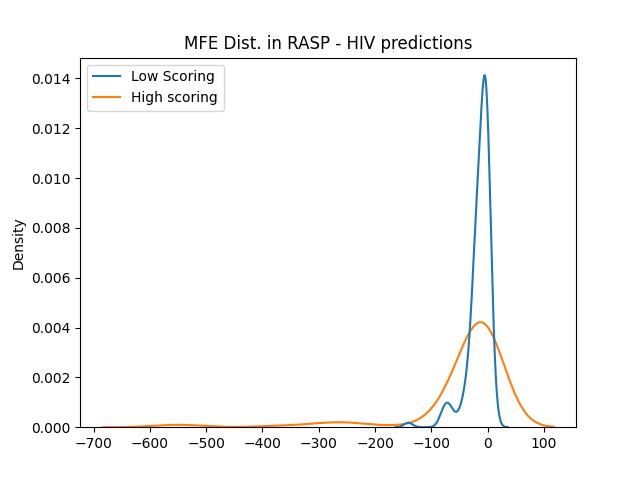 MFE Dist. in RASP - HIV predictions
Low Scoring
High scoring
Density
0.014
0.012
0.010
0.008
0.006
0.004
0.002
0.000
−700 −600 −500 −400 −300 −200 −100 0 100